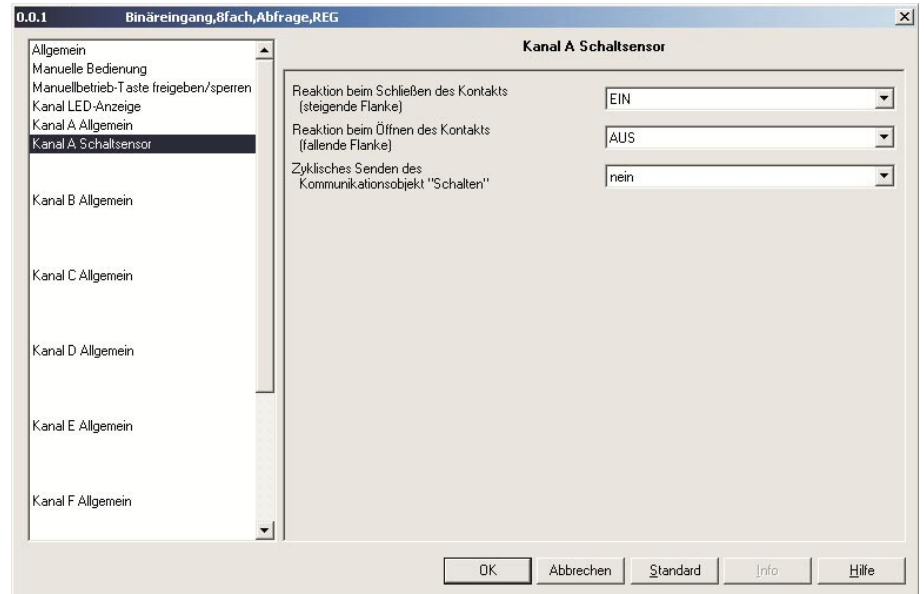 0.0.1 Binäreingang,8fach,Abfrage,REG
Allgemein
Manuelle Bedienung
Manuellbetrieb-Taste freigeben/sperren
Kanal LED-Anzeige
Kanal A Allgemein
Kanal A Schaltsensor
Kanal B Allgemein
Kanal C Allgemein
Kanal D Allgemein
Kanal E Allgemein
Kanal F Allgemein
Kanal A Schaltsensor
Reaktion beim Schließen des Kontakts
(steigende Flanke)
EIN
Reaktion beim Öffnen des Kontakts
(fallende Flanke)
AUS
Zyklisches Senden des
Kommunikationsobjekt "Schalten"
nein
OK
Abbrechen
Standard
Info
Hilfe